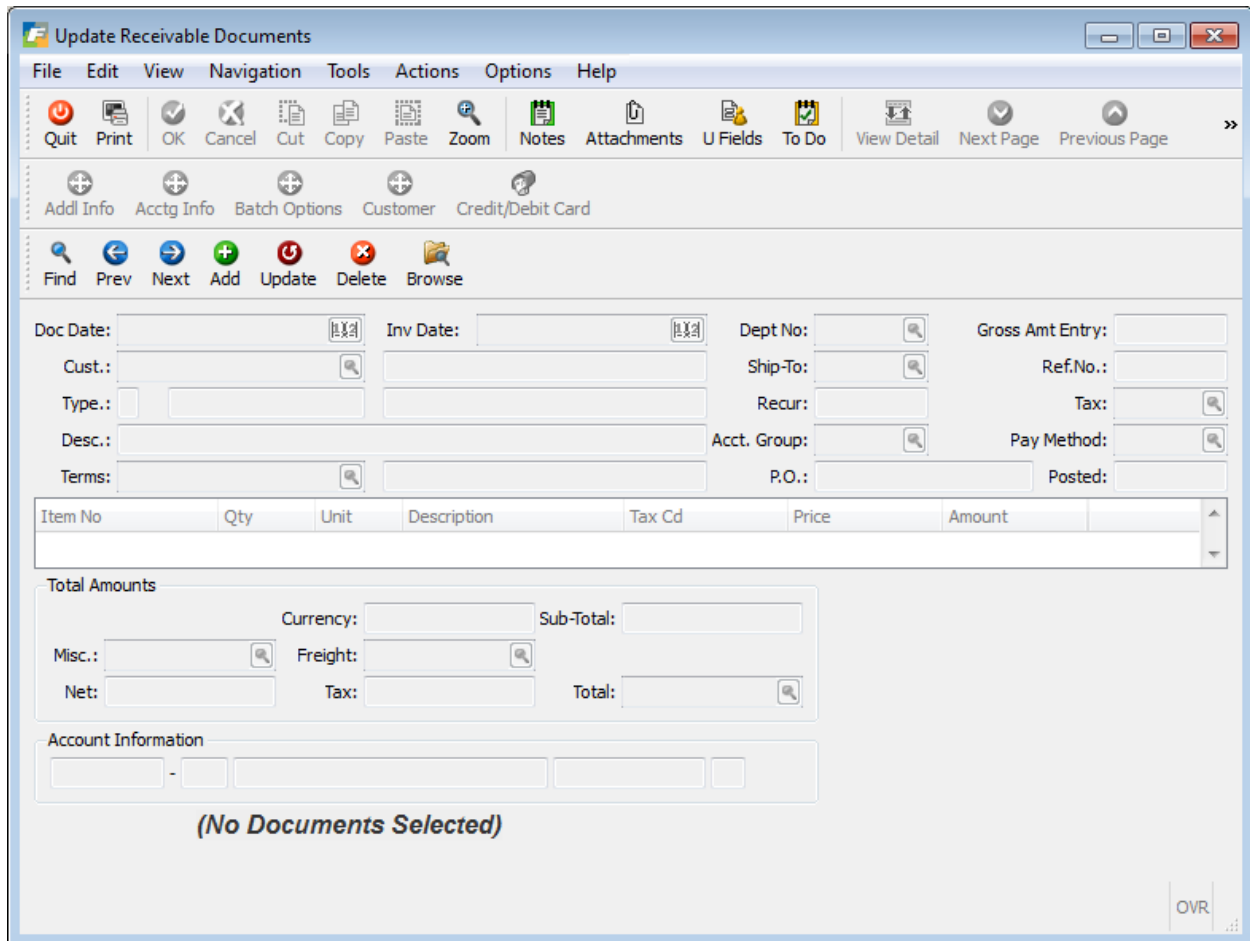 Update Receivable Documents
File Edit View Navigation Tools Actions Options Help
Quit Print OK Cancel Cut Copy Paste Zoom Notes Attachments U Fields To Do View Detail Next Page Previous Page »
Addl Info Acctg Info Batch Options Customer Credit/Debit Card
Find Prev Next Add Update Delete Browse
Doc Date: Inv Date: Dept No: Gross Amt Entry:
Cust.: Ship-To: Ref.No.:
Type.: Recur: Tax:
Desc.: Acct. Group: Pay Method:
Terms: P.O.: Posted:
Item No Qty Unit Description Tax Cd Price Amount
Total Amounts
Currency: Sub-Total:
Misc.: Freight:
Net: Tax: Total:
Account Information
-
(No Documents Selected)
OVR